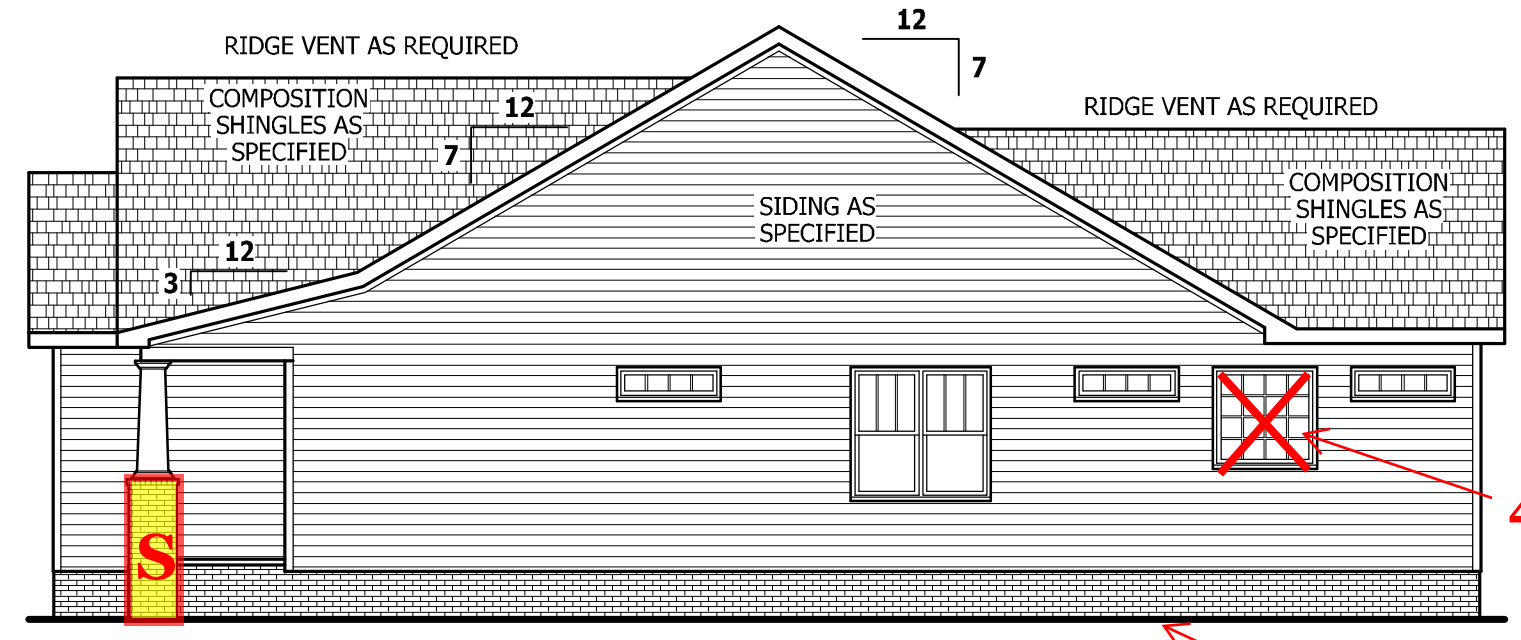 12
7
RIDGE VENT AS REQUIRED
COMPOSITION
SHINGLES AS
SPECIFIED
12
7
RIDGE VENT AS REQUIRED
COMPOSITION
SHINGLES AS
SPECIFIED
SIDING AS
SPECIFIED
12
3
S